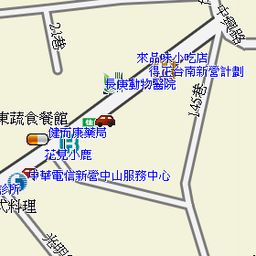 中興路
21巷
來品味小吃店
得正台南新營計劃
長庚動物醫院
145巷
東蔬食餐館
健而康藥局
花見小鹿
中華電信新營中山服務中心
診所
式料理
光明